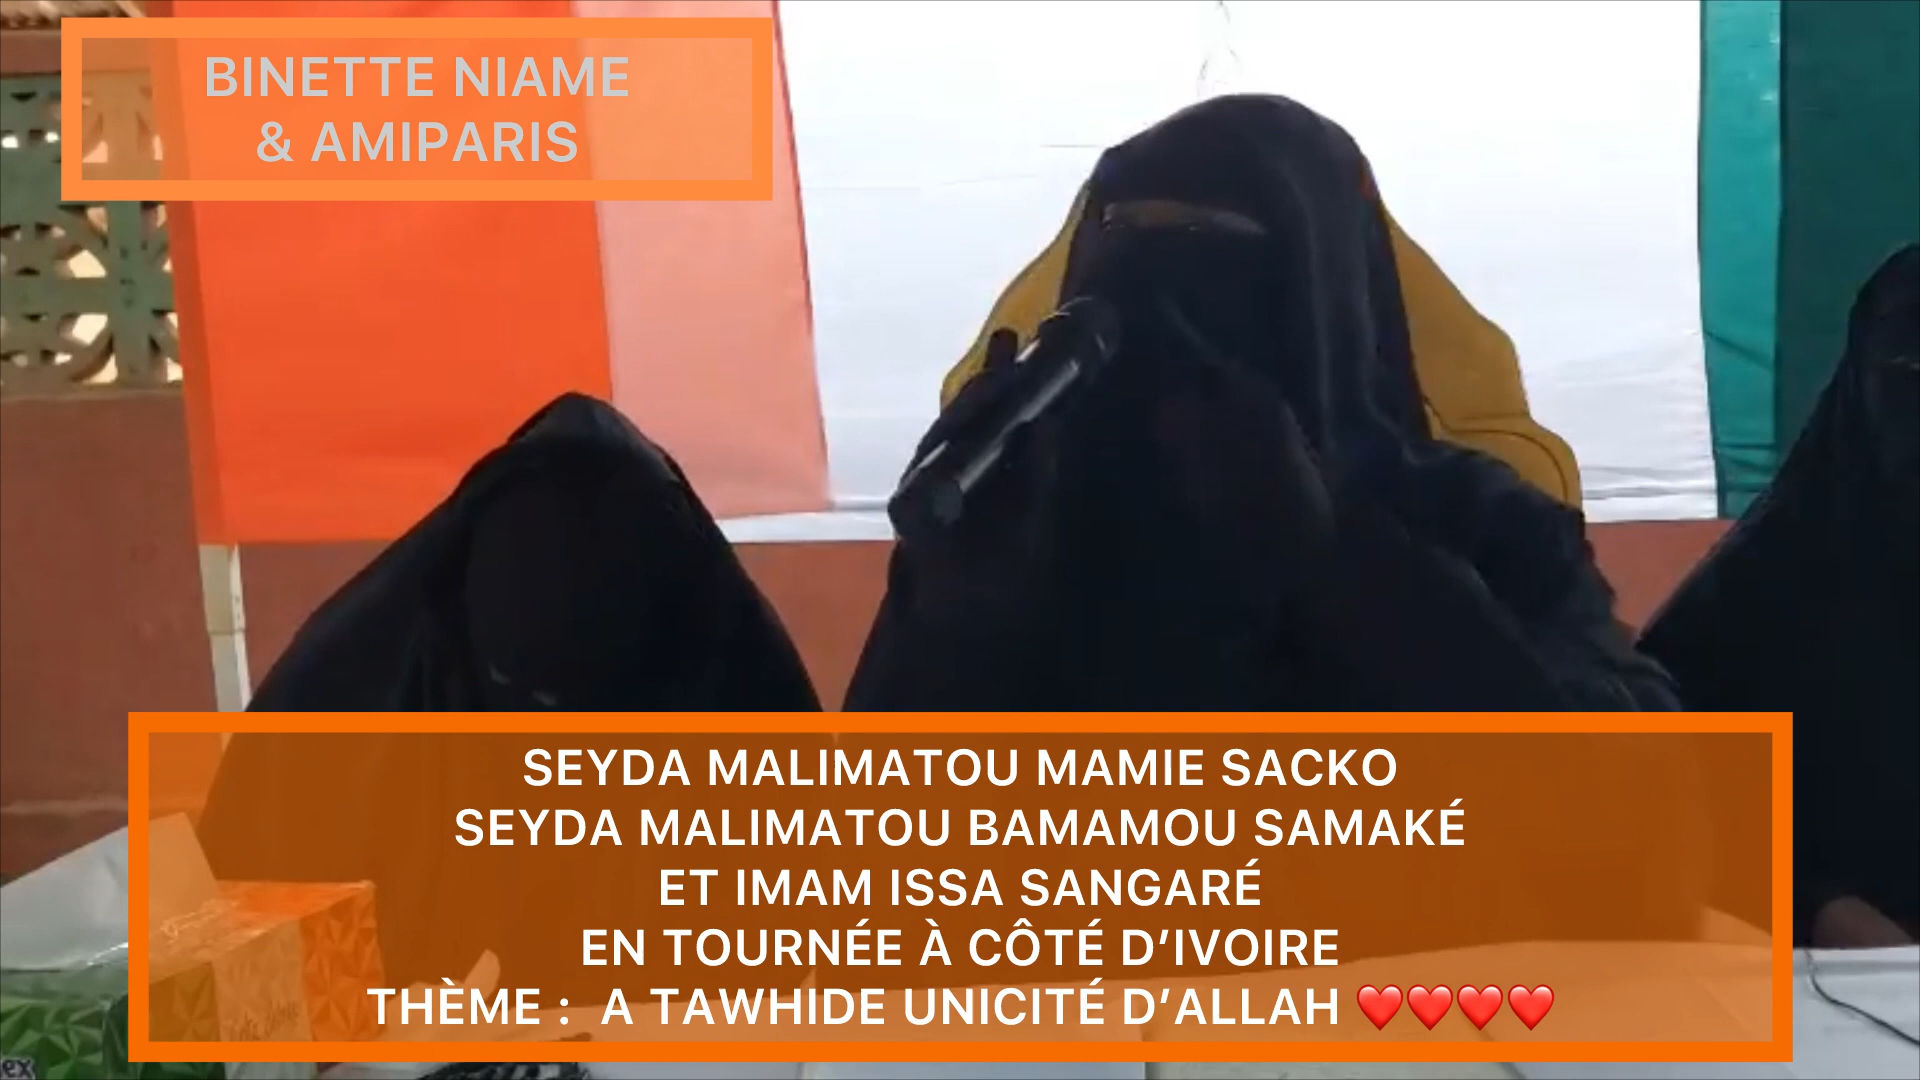 BINETTE NIAME
& AMIPARIS
SEYDA MALIMATOU MAMIE SACKO
SEYDA MALIMATOU BAMAMOU SAMAKÉ
ET IMAM ISSA SANGARÉ
EN TOURNÉE À CÔTÉ D’IVOIRE
THÈME :  A TAWHIDE UNICITÉ D’ALLAH ❤️❤️❤️❤️